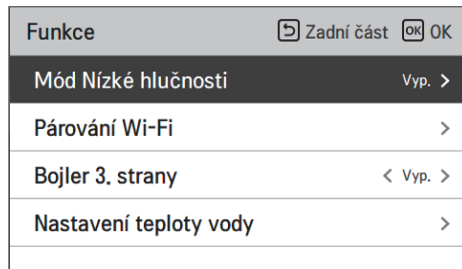 Funkce Zadní část OK OK
Mód Nízké hlučnosti Vyp. >
Párování Wi-Fi >
Bojler 3. strany < Vyp. >
Nastavení teploty vody >